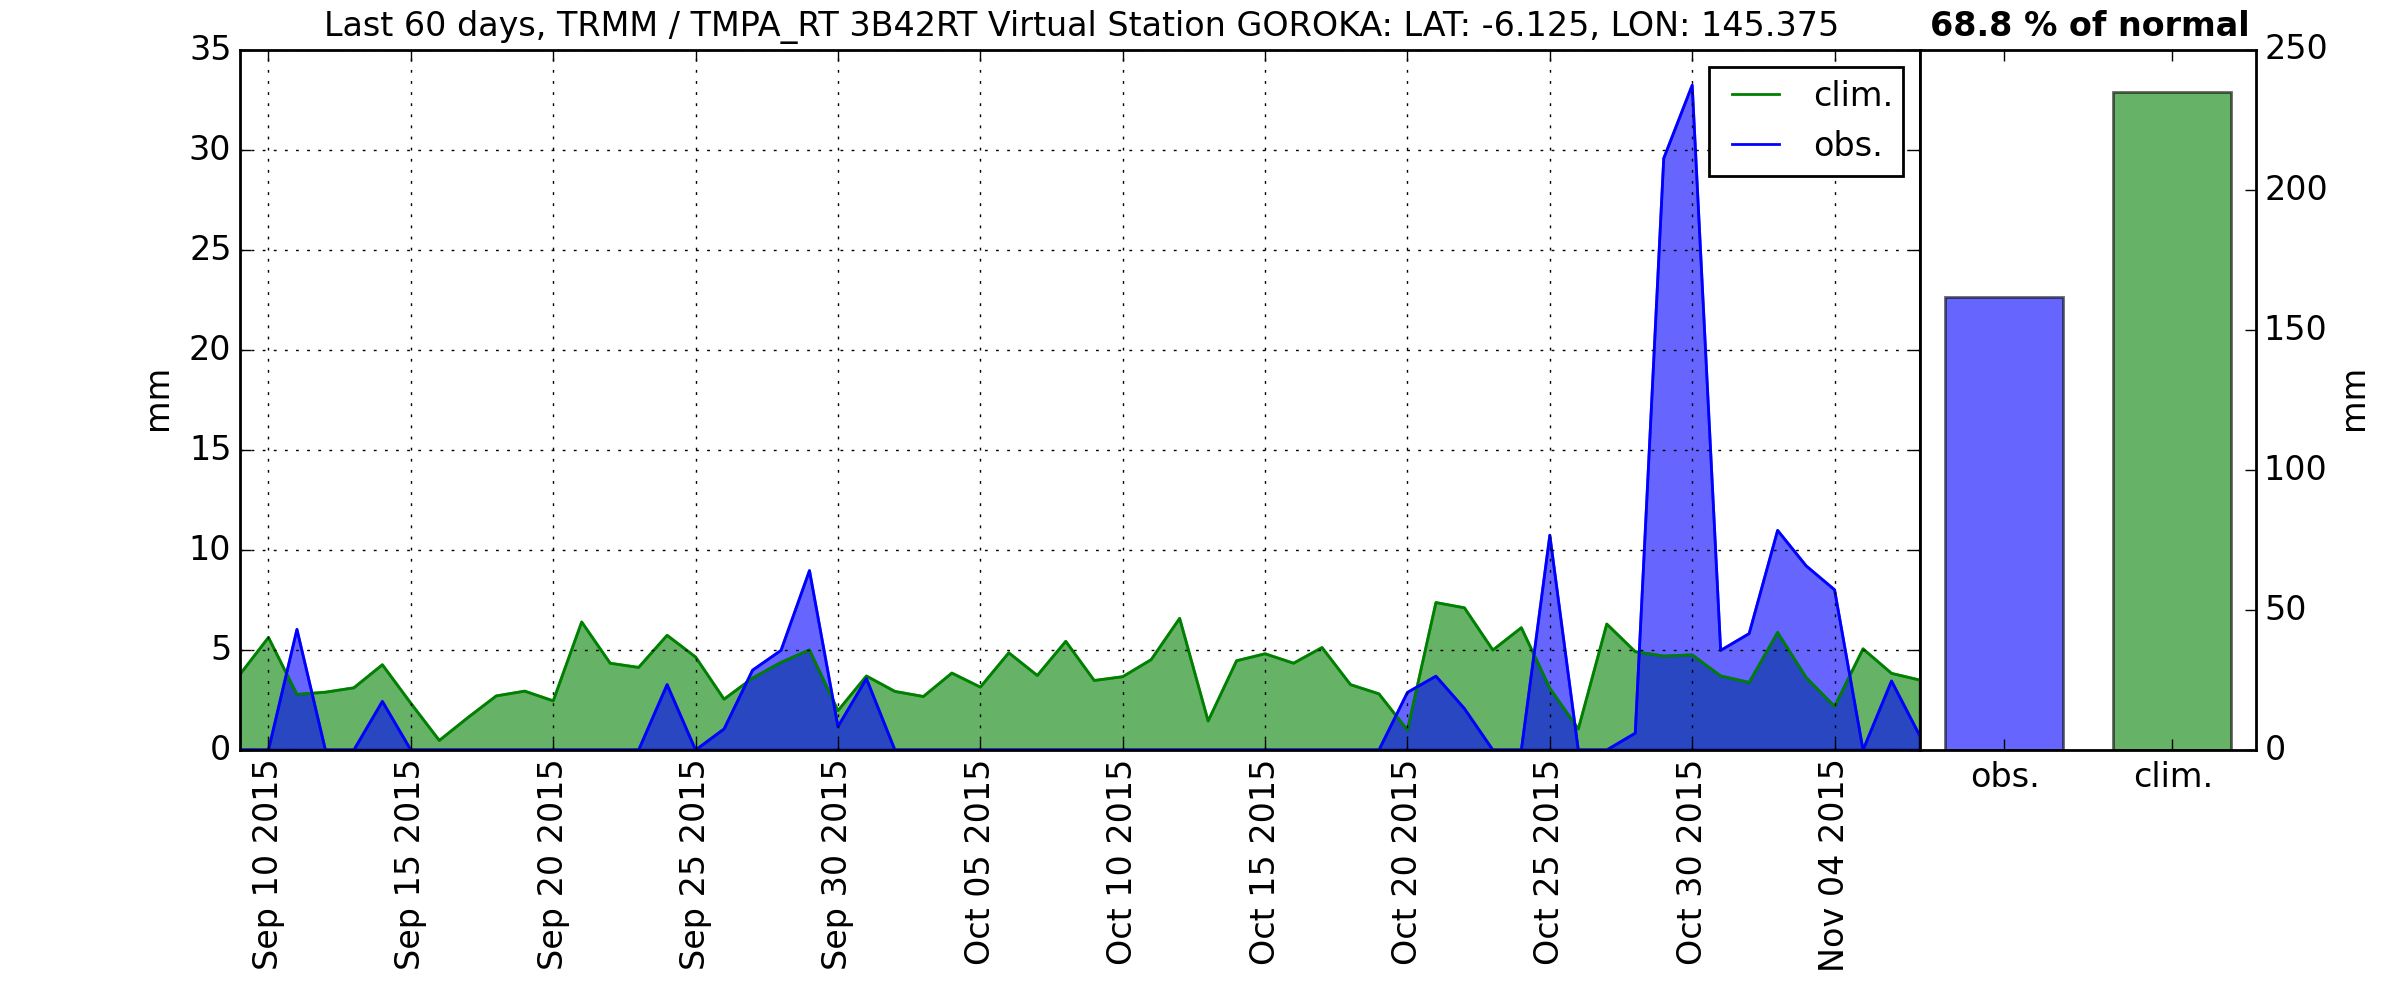 Last 60 days, TRMM / TMPA_RT 3B42RT Virtual Station GOROKA: LAT: -6.125, LON: 145.375
68.8 % of normal
35
30
25
20
15
10
5
0
mm
clim.
obs.
250
200
150
100
50
0
mm
obs.
clim.
Sep 10 2015
Sep 15 2015
Sep 20 2015
Sep 25 2015
Sep 30 2015
Oct 05 2015
Oct 10 2015
Oct 15 2015
Oct 20 2015
Oct 25 2015
Oct 30 2015
Nov 04 2015